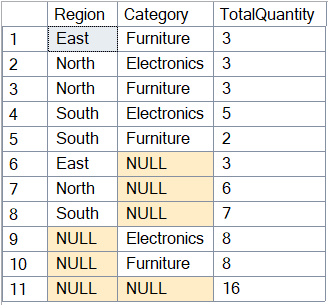 Region Category TotalQuantity
1 East Furniture 3
2 North Electronics 3
3 North Furniture 3
4 South Electronics 5
5 South Furniture 2
6 East NULL 3
7 North NULL 6
8 South NULL 7
9 NULL Electronics 8
10 NULL Furniture 8
11 NULL NULL 16